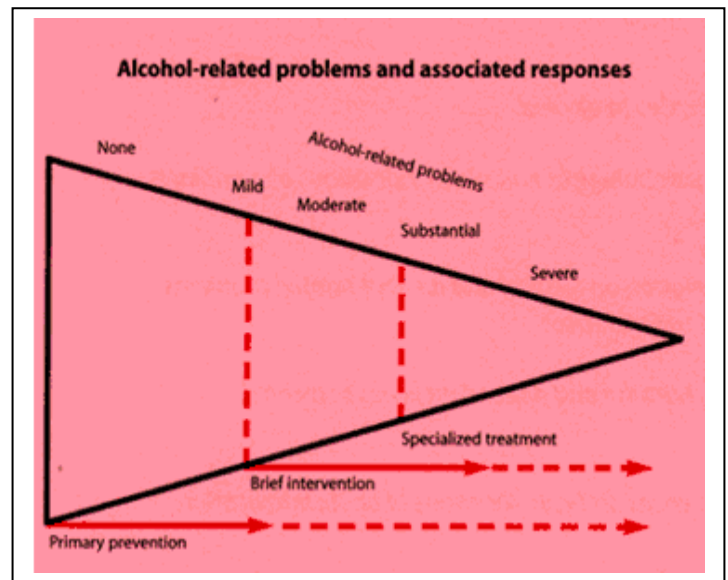 Alcohol-related problems and associated responses
None
Alcohol-related problems
Mild
Moderate
Substantial
Severe
Specialized treatment
Brief intervention
Primary prevention